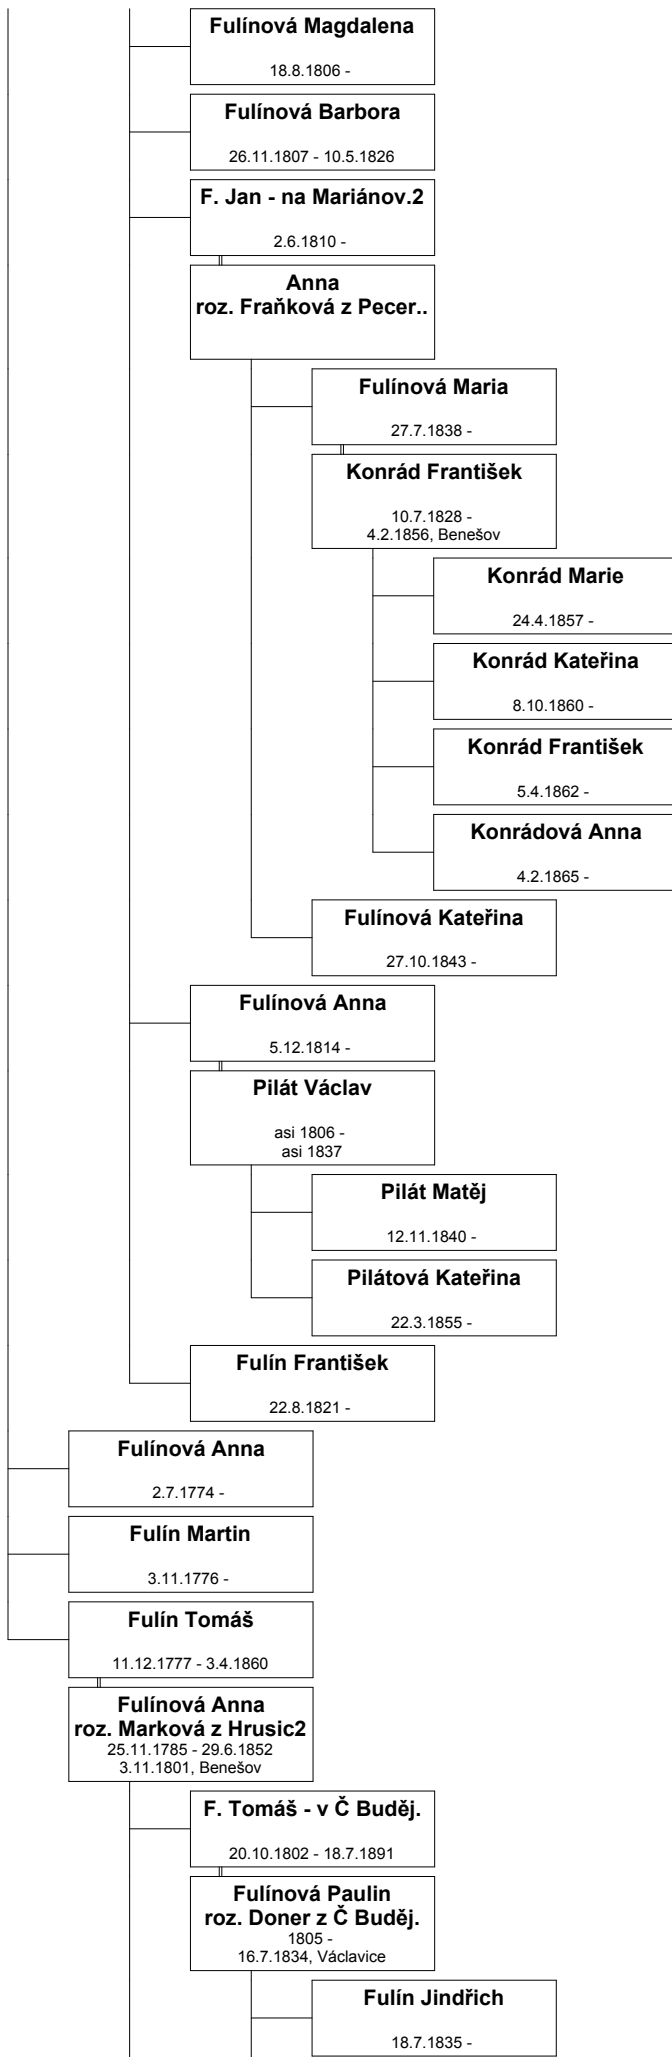 Fulínová Magdalena
18.8.1806 -
Fulínová Barbora
26.11.1807 - 10.5.1826
F. Jan - na Mariánov.2
2.6.1810 -
Anna
roz. Fraňková z Pecer..
Fulínová Maria
27.7.1838 -
Konrád František
10.7.1828 -
4.2.1856, Benešov
Konrád Marie
24.4.1857 -
Konrád Kateřina
8.10.1860 -
Konrád František
5.4.1862 -
Konrádová Anna
4.2.1865 -
Fulínová Kateřina
27.10.1843 -
Fulínová Anna
5.12.1814 -
Pilát Václav
asi 1806 -
asi 1837
Pilát Matěj
12.11.1840 -
Pilátová Kateřina
22.3.1855 -
Fulín František
22.8.1821 -
Fulínová Anna
2.7.1774 -
Fulín Martin
3.11.1776 -
Fulín Tomáš
11.12.1777 - 3.4.1860
Fulínová Anna
roz. Marková z Hrusic2
25.11.1785 - 29.6.1852
3.11.1801, Benešov
F. Tomáš - v Č Buděj.
20.10.1802 - 18.7.1891
Fulínová Paulin
roz. Doner z Č Buděj.
1805 -
16.7.1834, Václavice
Fulín Jindřich
18.7.1835 -